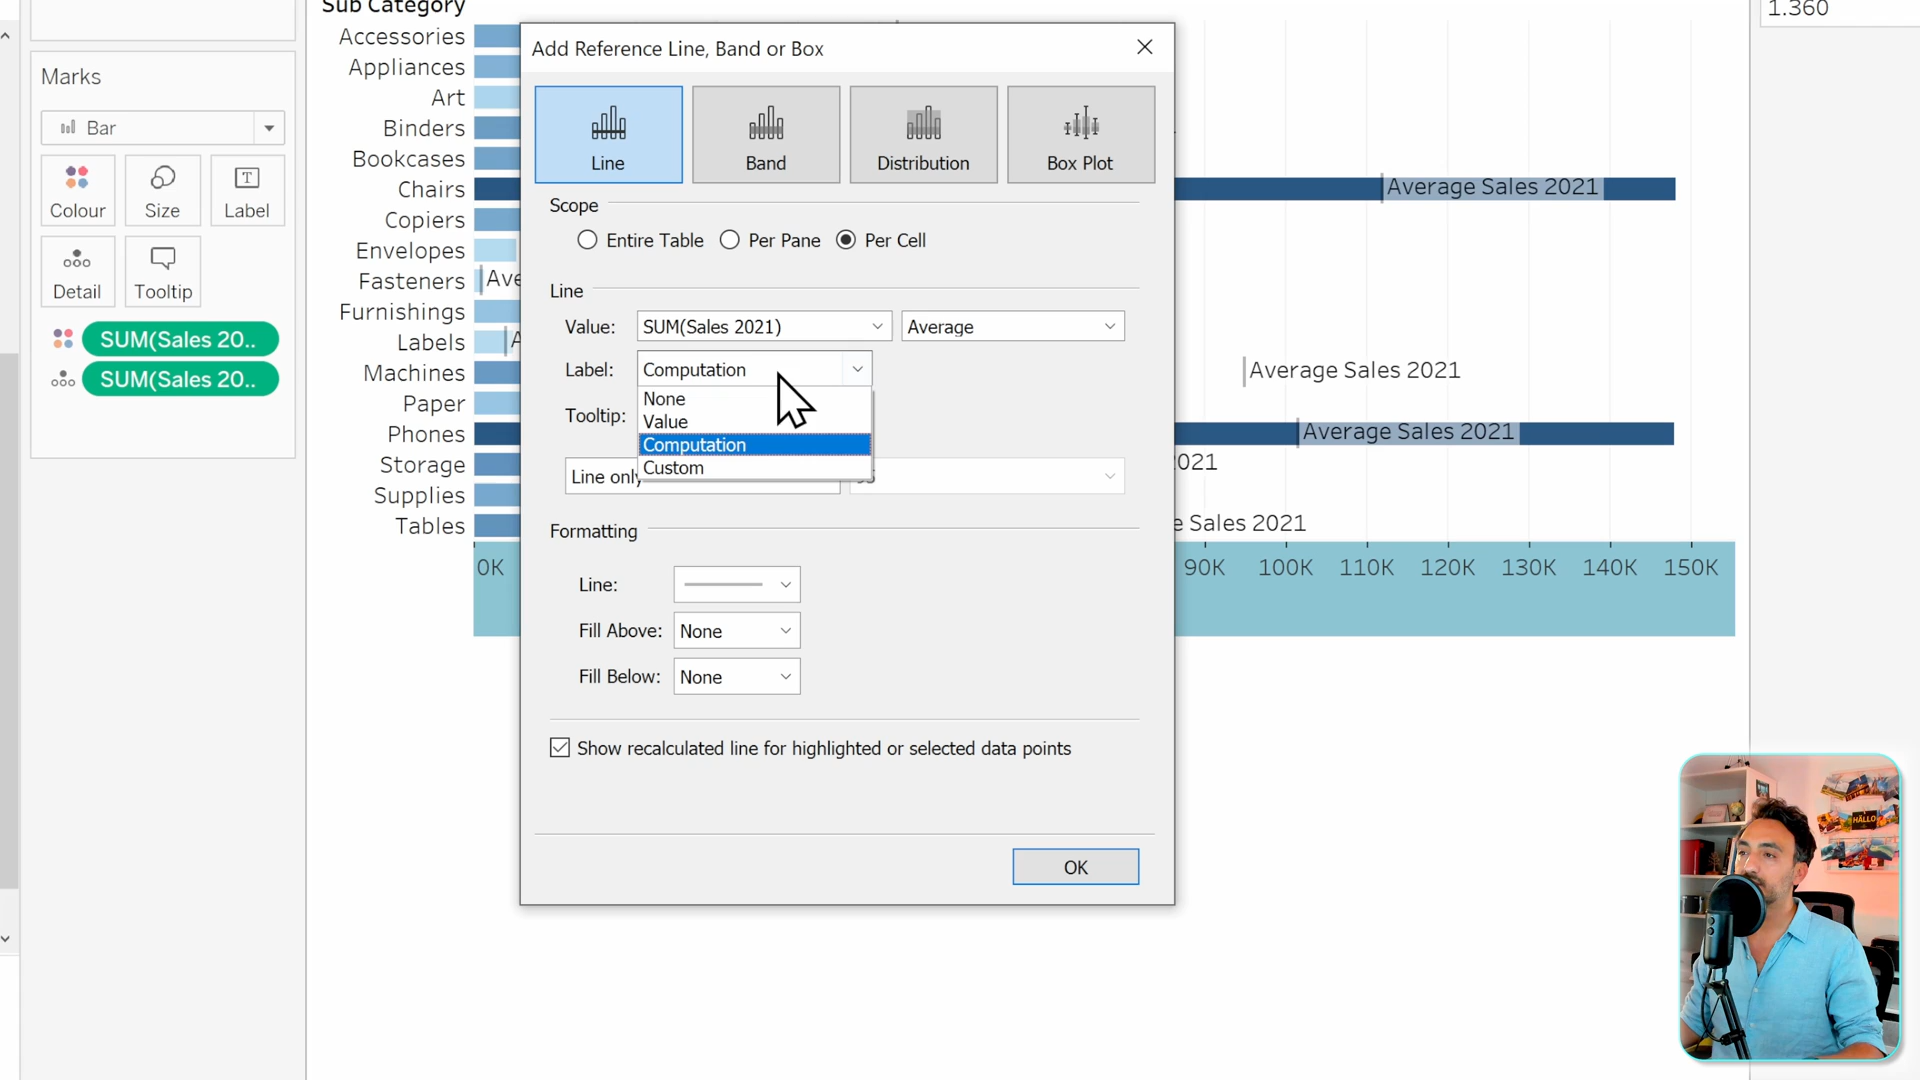 Sub Category
Accessories
Appliances
Art
Binders
Bookcases
Chairs
Copiers
Envelopes
Fasteners
Furnishings
Labels
Machines
Paper
Phones
Storage
Supplies
Tables
Marks
Bar
Colour
Size
Label
Detail
Tooltip
SUM(Sales 20..
SUM(Sales 20..
Add Reference Line, Band or Box
Line
Band
Distribution
Box Plot
Scope
Entire Table
Per Pane
Per Cell
Line
Value:
SUM(Sales 2021)
Average
Label:
Computation
None
Value
Computation
Custom
Tooltip:
Line only
Formatting
Line:
Fill Above:
None
Fill Below:
None
Show recalculated line for highlighted or selected data points
OK
Ave
A
Average Sales 2021
Average Sales 2021
Average Sales 2021
2021
e Sales 2021
0K
90K
100K
110K
120K
130K
140K
150K
1.360
HALLO